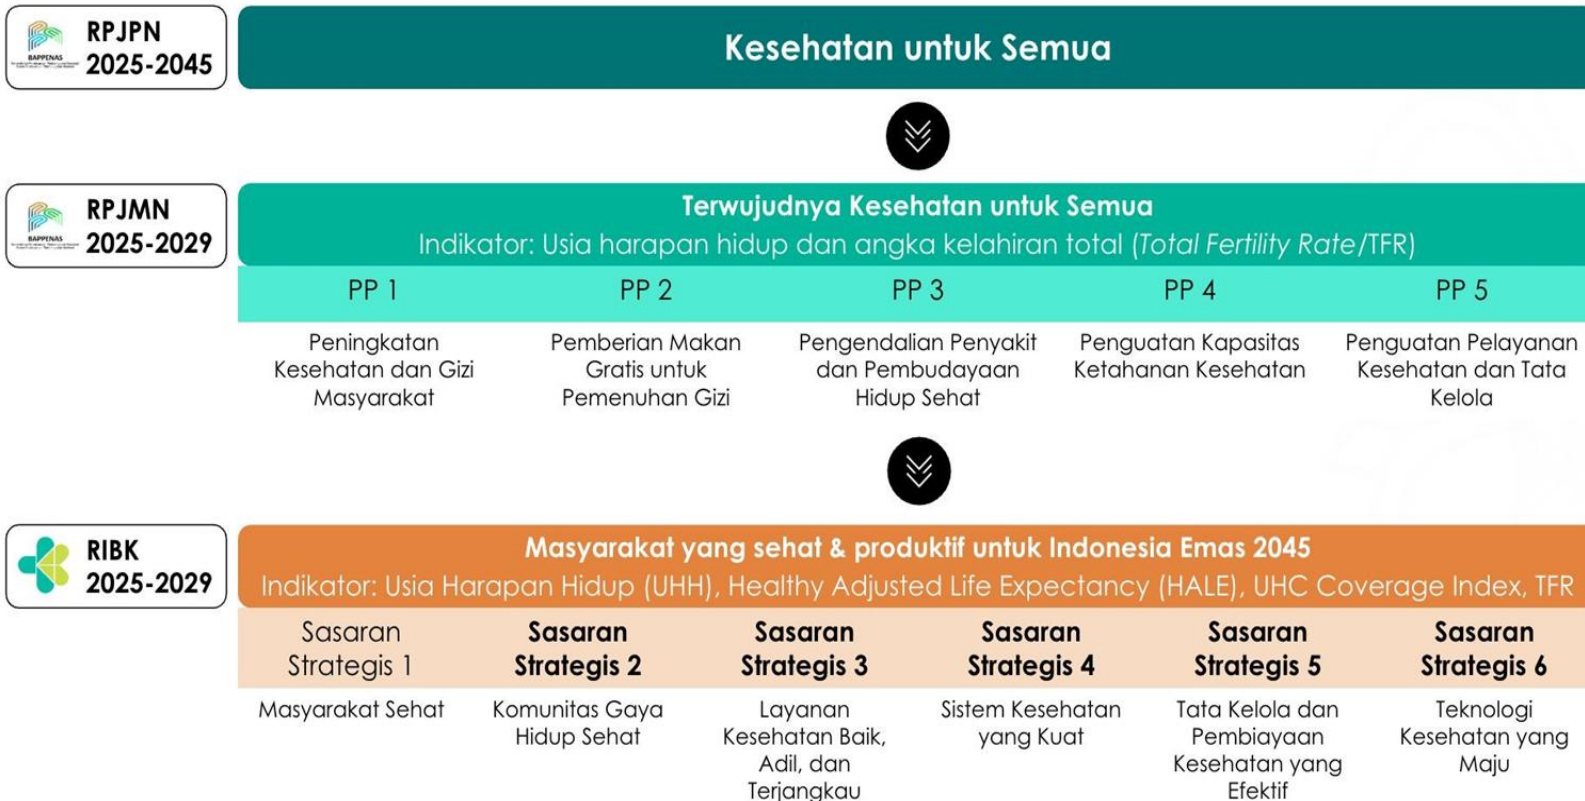 BAPPENAS
RPJPN
2025-2045
Kesehatan untuk Semua
BAPPENAS
RPJMN
2025-2029
Terwujudnya Kesehatan untuk Semua
Indikator: Usia harapan hidup dan angka kelahiran total (Total Fertility Rate/TFR)
PP 1
PP 2
PP 3
PP 4
PP 5
Peningkatan
Kesehatan dan Gizi
Masyarakat
Pemberian Makan
Gratis untuk
Pemenuhan Gizi
Pengendalian Penyakit
dan Pembudayaan
Hidup Sehat
Penguatan Kapasitas
Ketahanan Kesehatan
Penguatan Pelayanan
Kesehatan dan Tata
Kelola
RIBK
2025-2029
Masyarakat yang sehat & produktif untuk Indonesia Emas 2045
Indikator: Usia Harapan Hidup (UHH), Healthy Adjusted Life Expectancy (HALE), UHC Coverage Index, TFR
Sasaran
Strategis 1
Sasaran
Strategis 2
Sasaran
Strategis 3
Sasaran
Strategis 4
Sasaran
Strategis 5
Sasaran
Strategis 6
Masyarakat Sehat
Komunitas Gaya
Hidup Sehat
Layanan
Kesehatan Baik,
Adil, dan
Terjangkau
Sistem Kesehatan
yang Kuat
Tata Kelola dan
Pembiayaan
Kesehatan yang
Efektif
Teknologi
Kesehatan yang
Maju